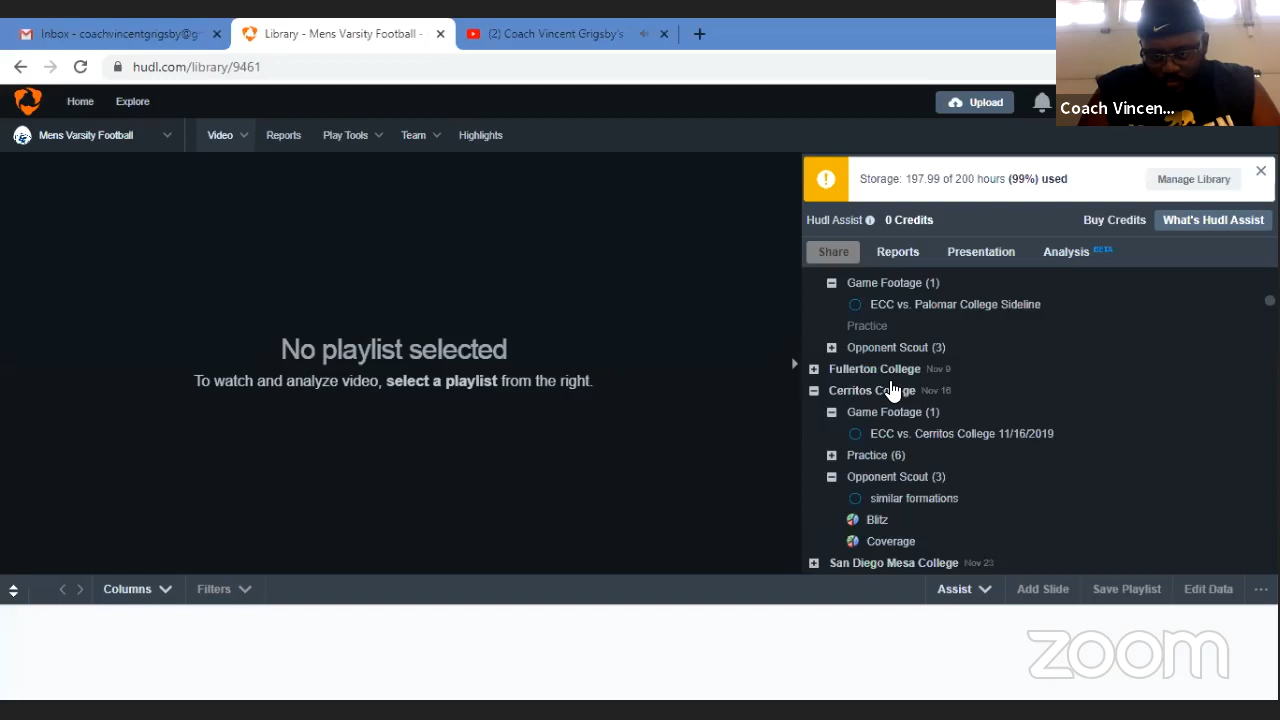 Inbox - coachvincentgrigsby@g
Library - Mens Varsity Football -
(2) Coach Vincent Grigsby's
hudl.com/library/9461
Coach Vincen...
Home
Explore
Upload
Mens Varsity Football
Video
Reports
Play Tools
Team
Highlights
Storage: 197.99 of 200 hours (99%) used
Manage Library
Hudl Assist
0 Credits
Buy Credits
What's Hudl Assist
Share
Reports
Presentation
Analysis BETA
Game Footage (1)
ECC vs. Palomar College Sideline
Practice
Opponent Scout (3)
Fullerton College Nov 9
Cerritos College Nov 16
Game Footage (1)
ECC vs. Cerritos College 11/16/2019
Practice (6)
Opponent Scout (3)
similar formations
Blitz
Coverage
San Diego Mesa College Nov 23
No playlist selected
To watch and analyze video, select a playlist from the right.
Columns
Filters
Assist
Add Slide
Save Playlist
Edit Data
zoom